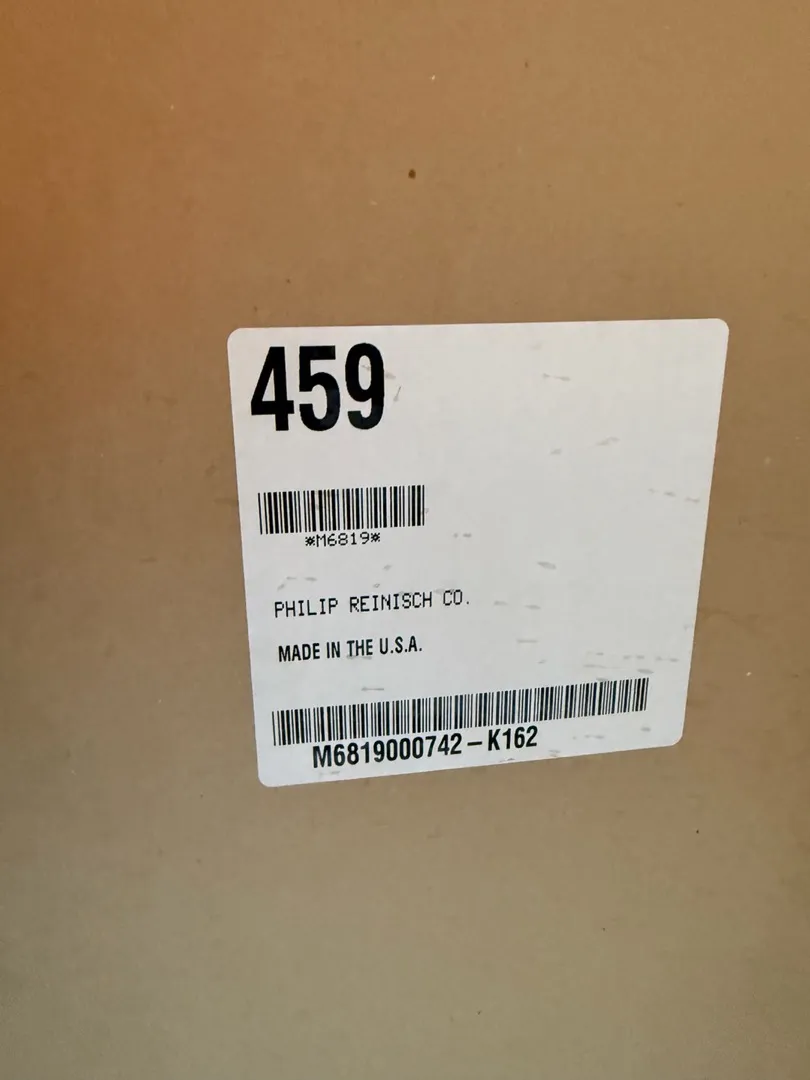 459
*M6819*
PHILIP REINISCH CO.
MADE IN THE U.S.A.
M6819000742-K162